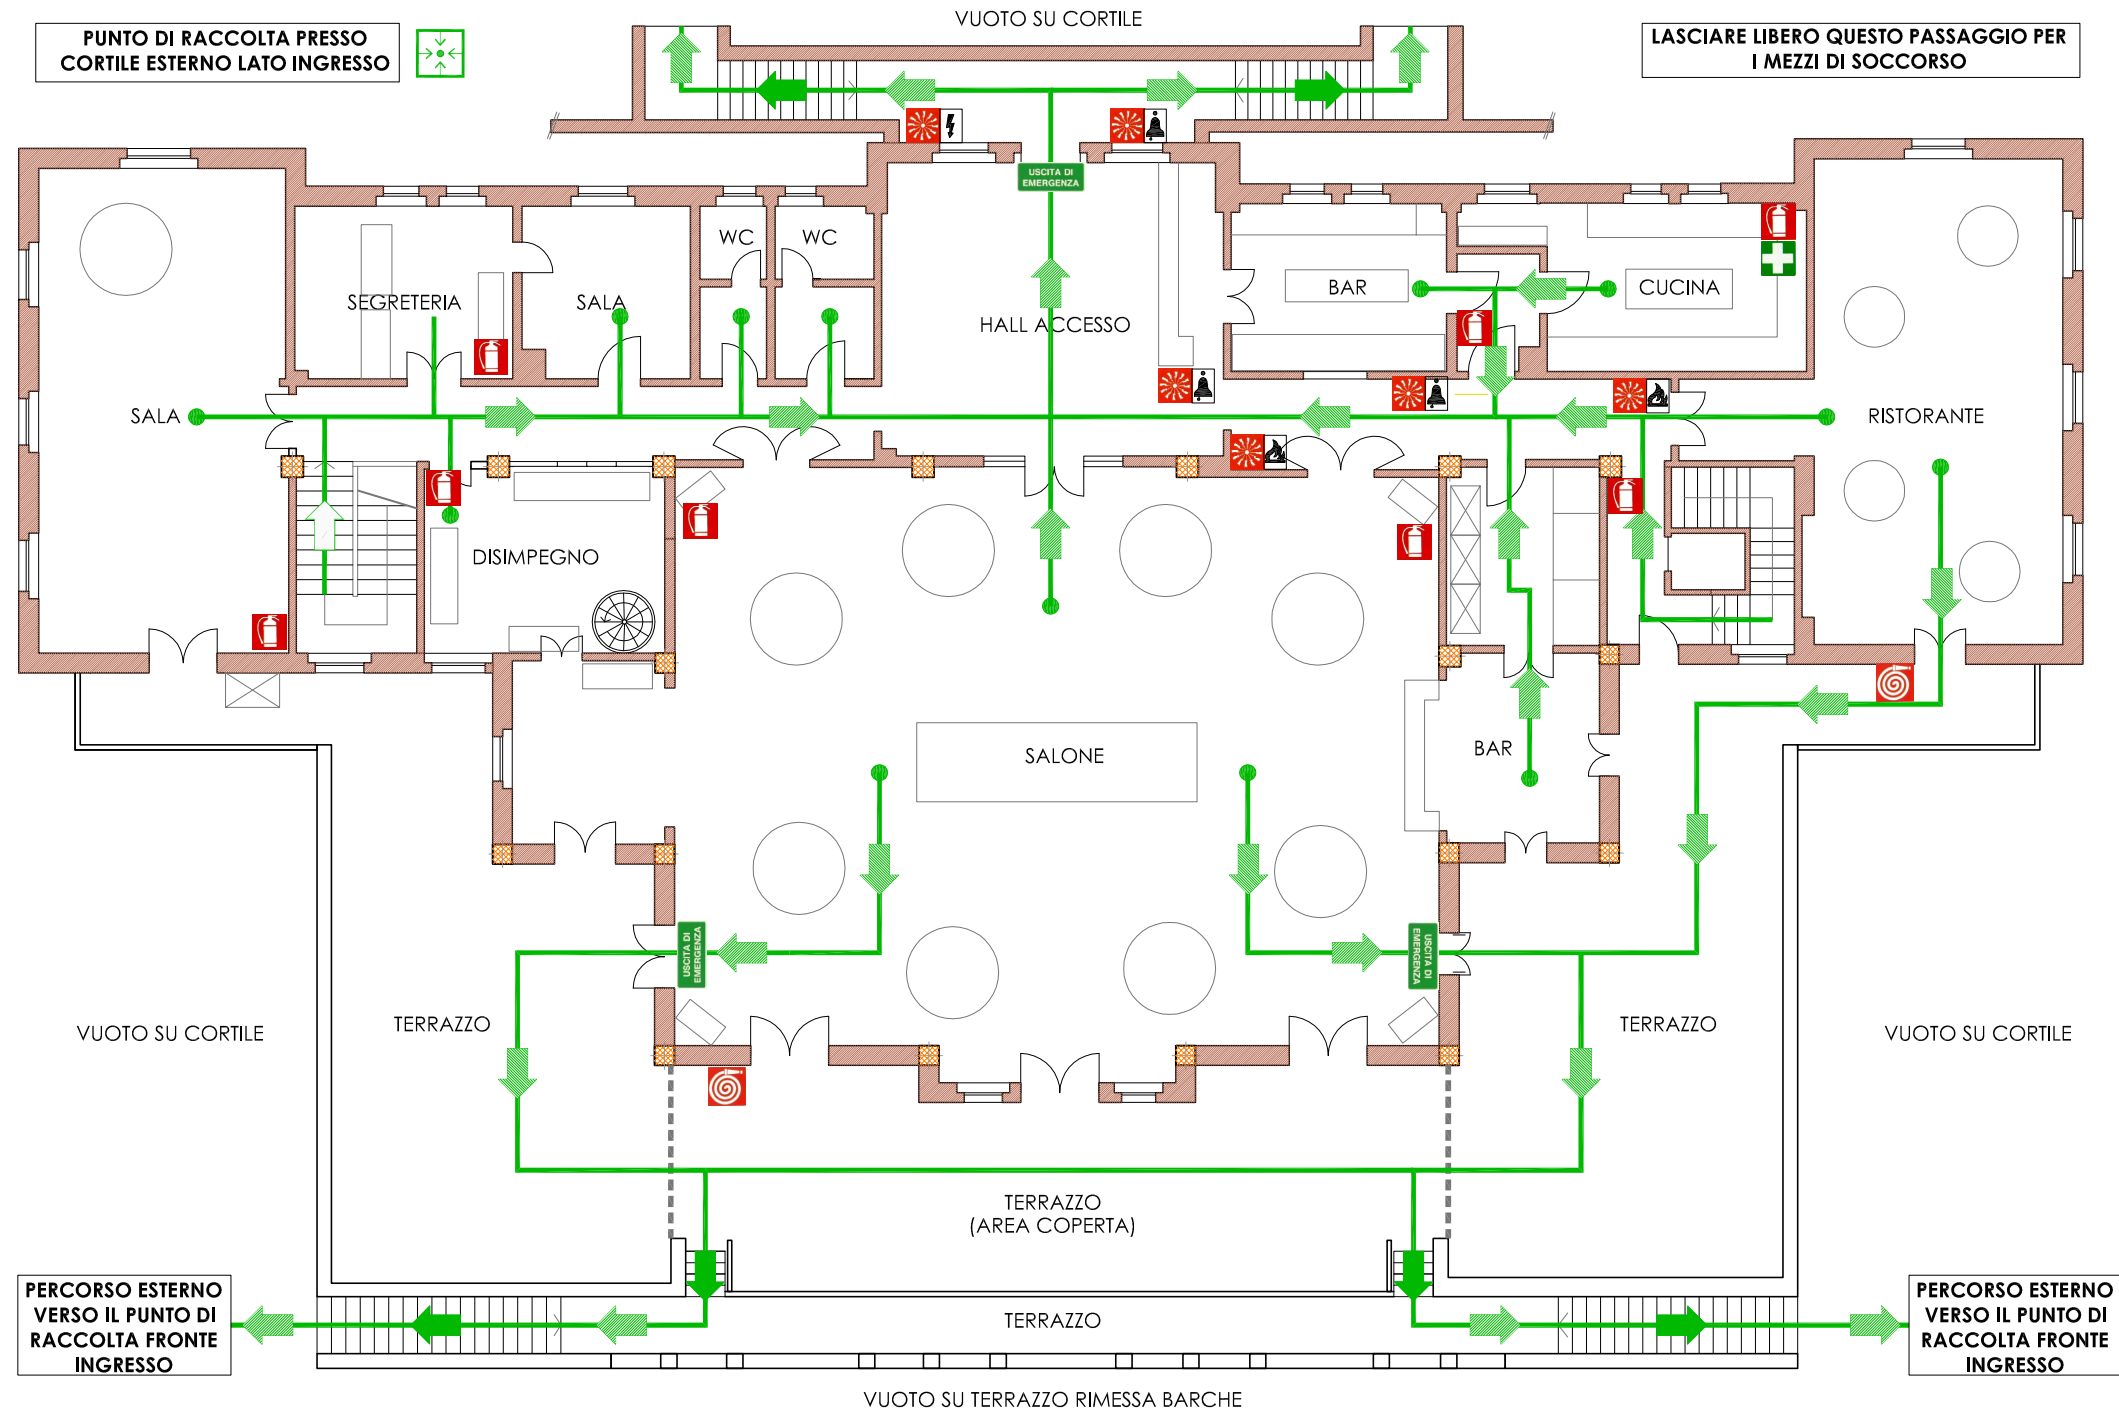 VUOTO SU CORTILE
PUNTO DI RACCOLTA PRESSO
CORTILE ESTERNO LATO INGRESSO
LASCIARE LIBERO QUESTO PASSAGGIO PER
I MEZZI DI SOCCORSO
USCITA DI
EMERGENZA
WC
WC
SEGRETERIA
SALA
HALL ACCESSO
BAR
CUCINA
SALA
RISTORANTE
DISIMPEGNO
SALONE
BAR
USCITA DI
EMERGENZA
USCITA DI
EMERGENZA
VUOTO SU CORTILE
TERRAZZO
TERRAZZO
VUOTO SU CORTILE
TERRAZZO
(AREA COPERTA)
PERCORSO ESTERNO
VERSO IL PUNTO DI
RACCOLTA FRONTE
INGRESSO
TERRAZZO
PERCORSO ESTERNO
VERSO IL PUNTO DI
RACCOLTA FRONTE
INGRESSO
VUOTO SU TERRAZZO RIMESSA BARCHE